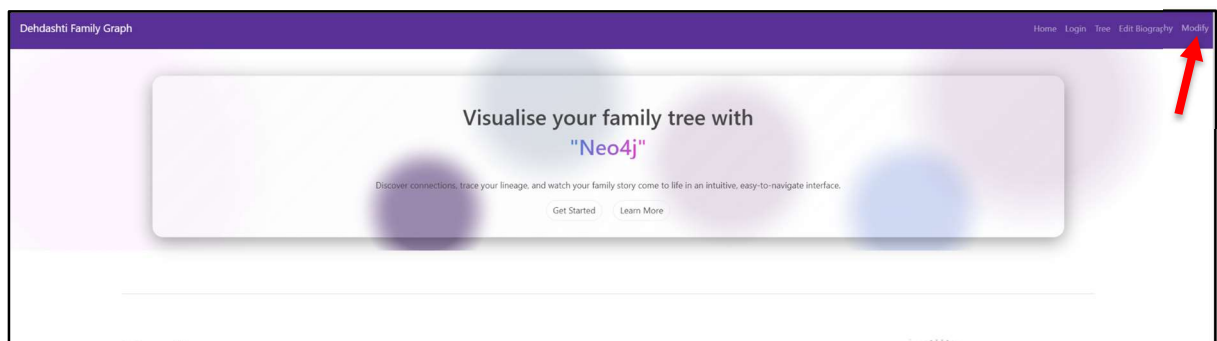 Dehdashti Family Graph
Home Login Tree Edit Biography Modify
Visualise your family tree with
"Neo4j"
Discover connections, trace your lineage, and watch your family story come to life in an intuitive, easy-to-navigate interface.
Get Started Learn More